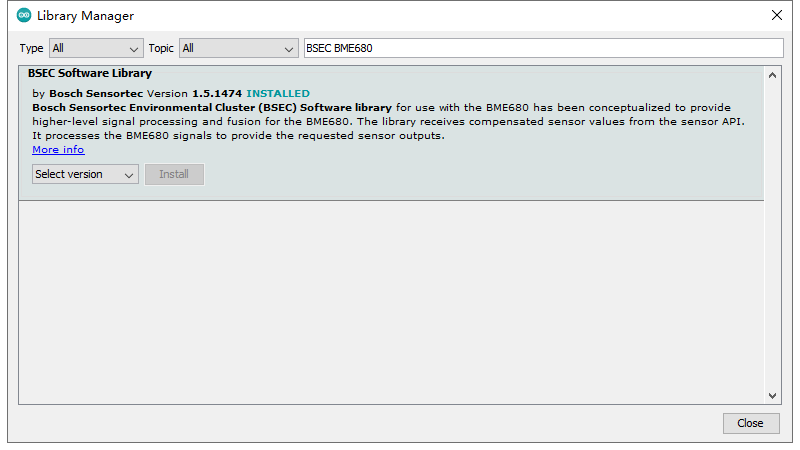 Library Manager
Type All Topic All BSEC BME680
BSEC Software Library
by Bosch Sensortec Version 1.5.1474 INSTALLED
Bosch Sensortec Environmental Cluster (BSEC) Software library for use with the BME680 has been conceptualized to provide
higher-level signal processing and fusion for the BME680. The library receives compensated sensor values from the sensor API.
It processes the BME680 signals to provide the requested sensor outputs.
More info
Select version Install
Close